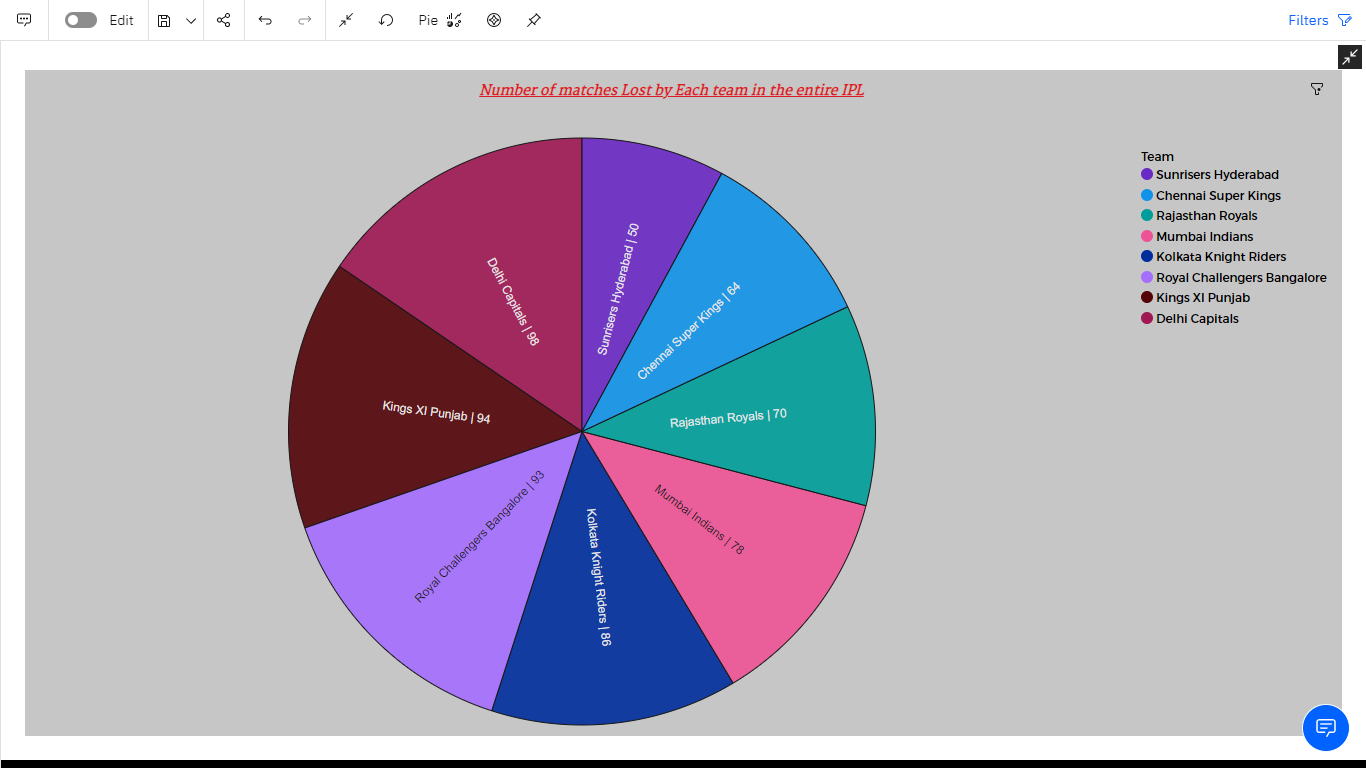 Edit
Pie
Filters
Number of matches Lost by Each team in the entire IPL
Team
Sunrisers Hyderabad
Chennai Super Kings
Rajasthan Royals
Mumbai Indians
Kolkata Knight Riders
Royal Challengers Bangalore
Kings XI Punjab
Delhi Capitals
Sunrisers Hyderabad | 50
Chennai Super Kings | 64
Rajasthan Royals | 70
Mumbai Indians | 78
Kolkata Knight Riders | 86
Royal Challengers Bangalore | 93
Kings XI Punjab | 94
Delhi Capitals | 98